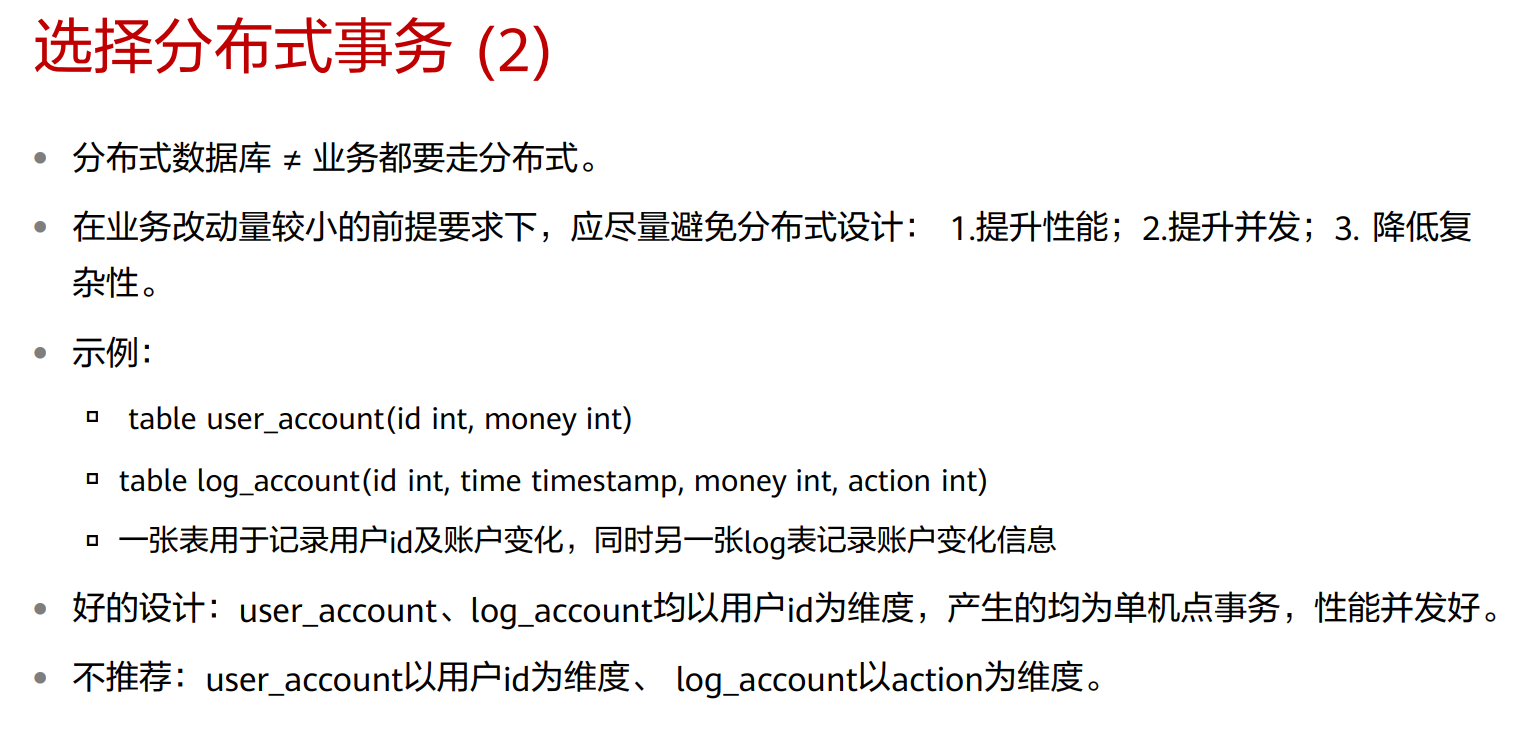 选择分布式事务 (2)
• 分布式数据库 ≠ 业务都要走分布式。
• 在业务改动量较小的前提要求下，应尽量避免分布式设计： 1.提升性能；2.提升并发；3. 降低复
杂性。
• 示例：
▫ table user_account(id int, money int)
▫ table log_account(id int, time timestamp, money int, action int)
▫ 一张表用于记录用户id及账户变化，同时另一张log表记录账户变化信息
• 好的设计：user_account、log_account均以用户id为维度，产生的均为单机点事务，性能并发好。
• 不推荐：user_account以用户id为维度、 log_account以action为维度。